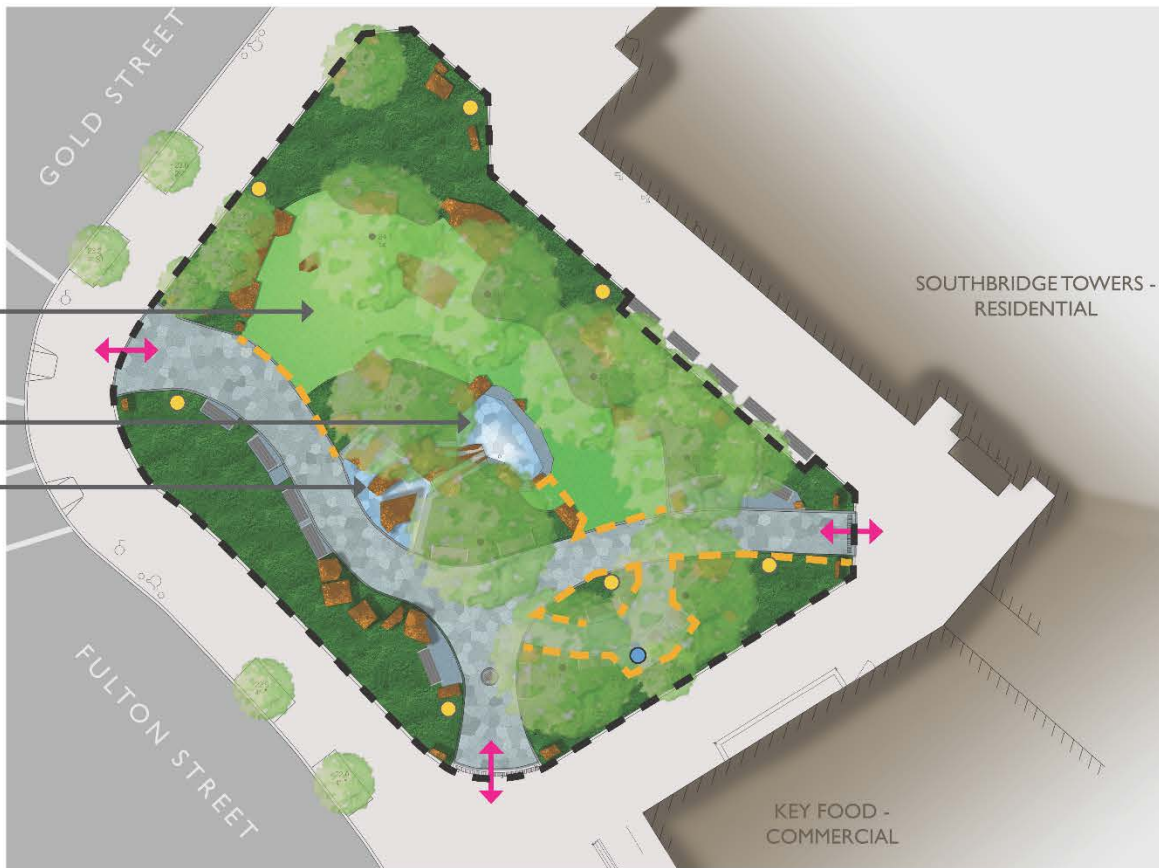 GOLD STREET
SOUTHBRIDGE TOWERS -
RESIDENTIAL
FULTON STREET
KEY FOOD -
COMMERCIAL